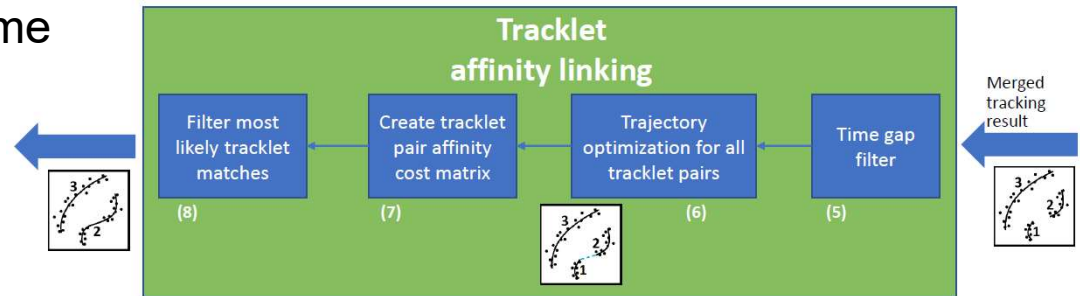 me
Tracklet
affinity linking
Filter most
likely tracklet
matches
(8)
Create tracklet
pair affinity
cost matrix
(7)
Trajectory
optimization for all
tracklet pairs
(6)
Time gap
filter
(5)
Merged
tracking
result
3
2
3
2
1
3
2
1